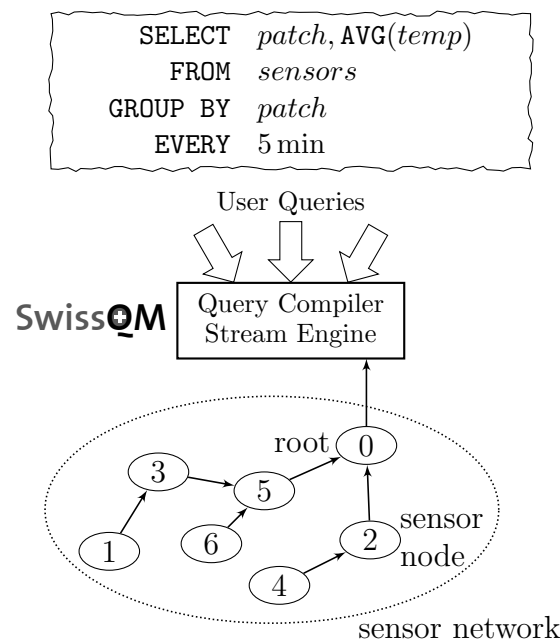 SELECT patch, AVG(temp)
FROM sensors
GROUP BY patch
EVERY 5 min
User Queries
SwissQM
Query Compiler
Stream Engine
root
0
3
5
1
6
2
sensor
node
4
sensor network